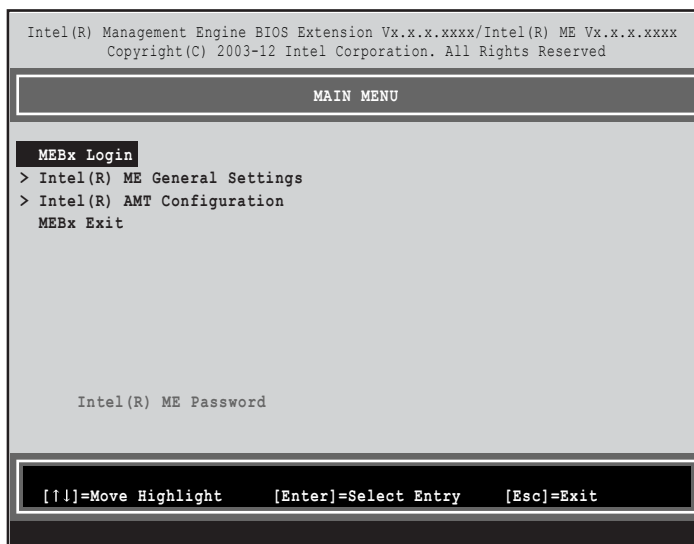 Intel(R) Management Engine BIOS Extension Vx.x.x.xxxx/Intel(R) ME Vx.x.x.xxxx
Copyright(C) 2003-12 Intel Corporation. All Rights Reserved
MAIN MENU
MEBx Login
> Intel(R) ME General Settings
> Intel(R) AMT Configuration
MEBx Exit
Intel(R) ME Password
[↑↓]=Move Highlight [Enter]=Select Entry [Esc]=Exit